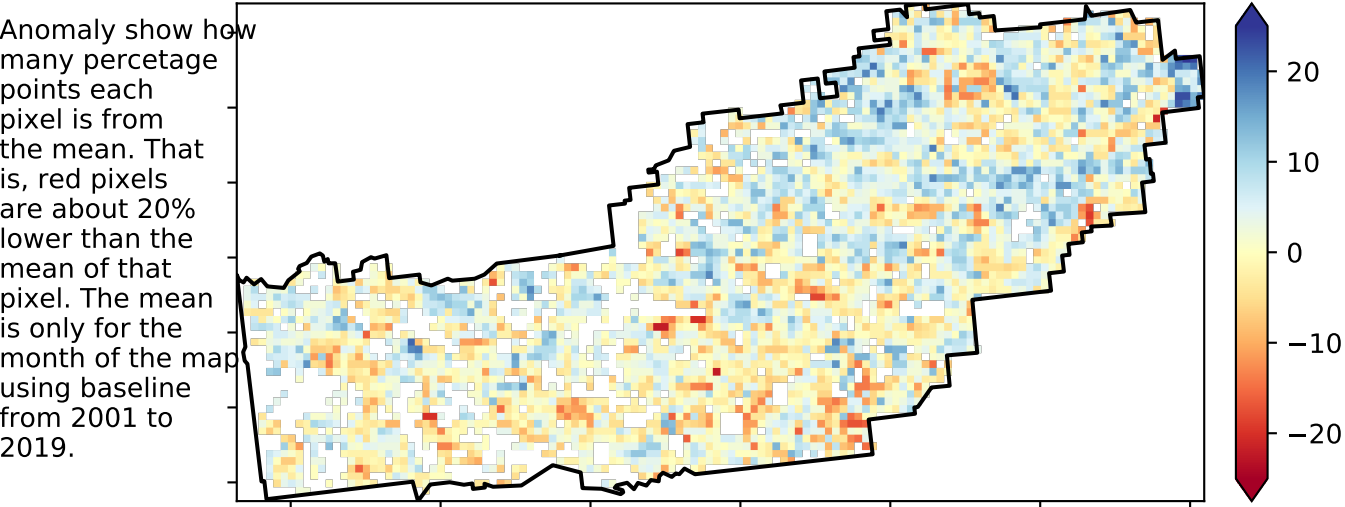 Anomaly show how
many percetage
points each
pixel is from
the mean. That
is, red pixels
are about 20%
lower than the
mean of that
pixel. The mean
is only for the
month of the map
using baseline
from 2001 to
2019.
20
10
0
−10
−20